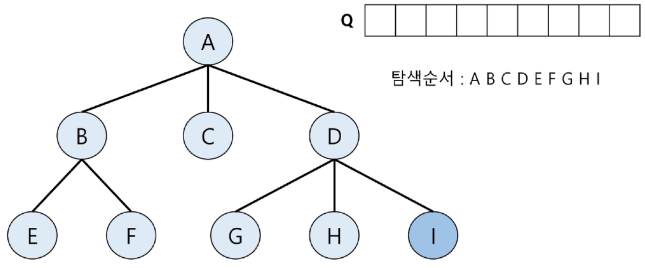 Q
A
탐색순서 : A B C D E F G H I
B C D
E F G H I